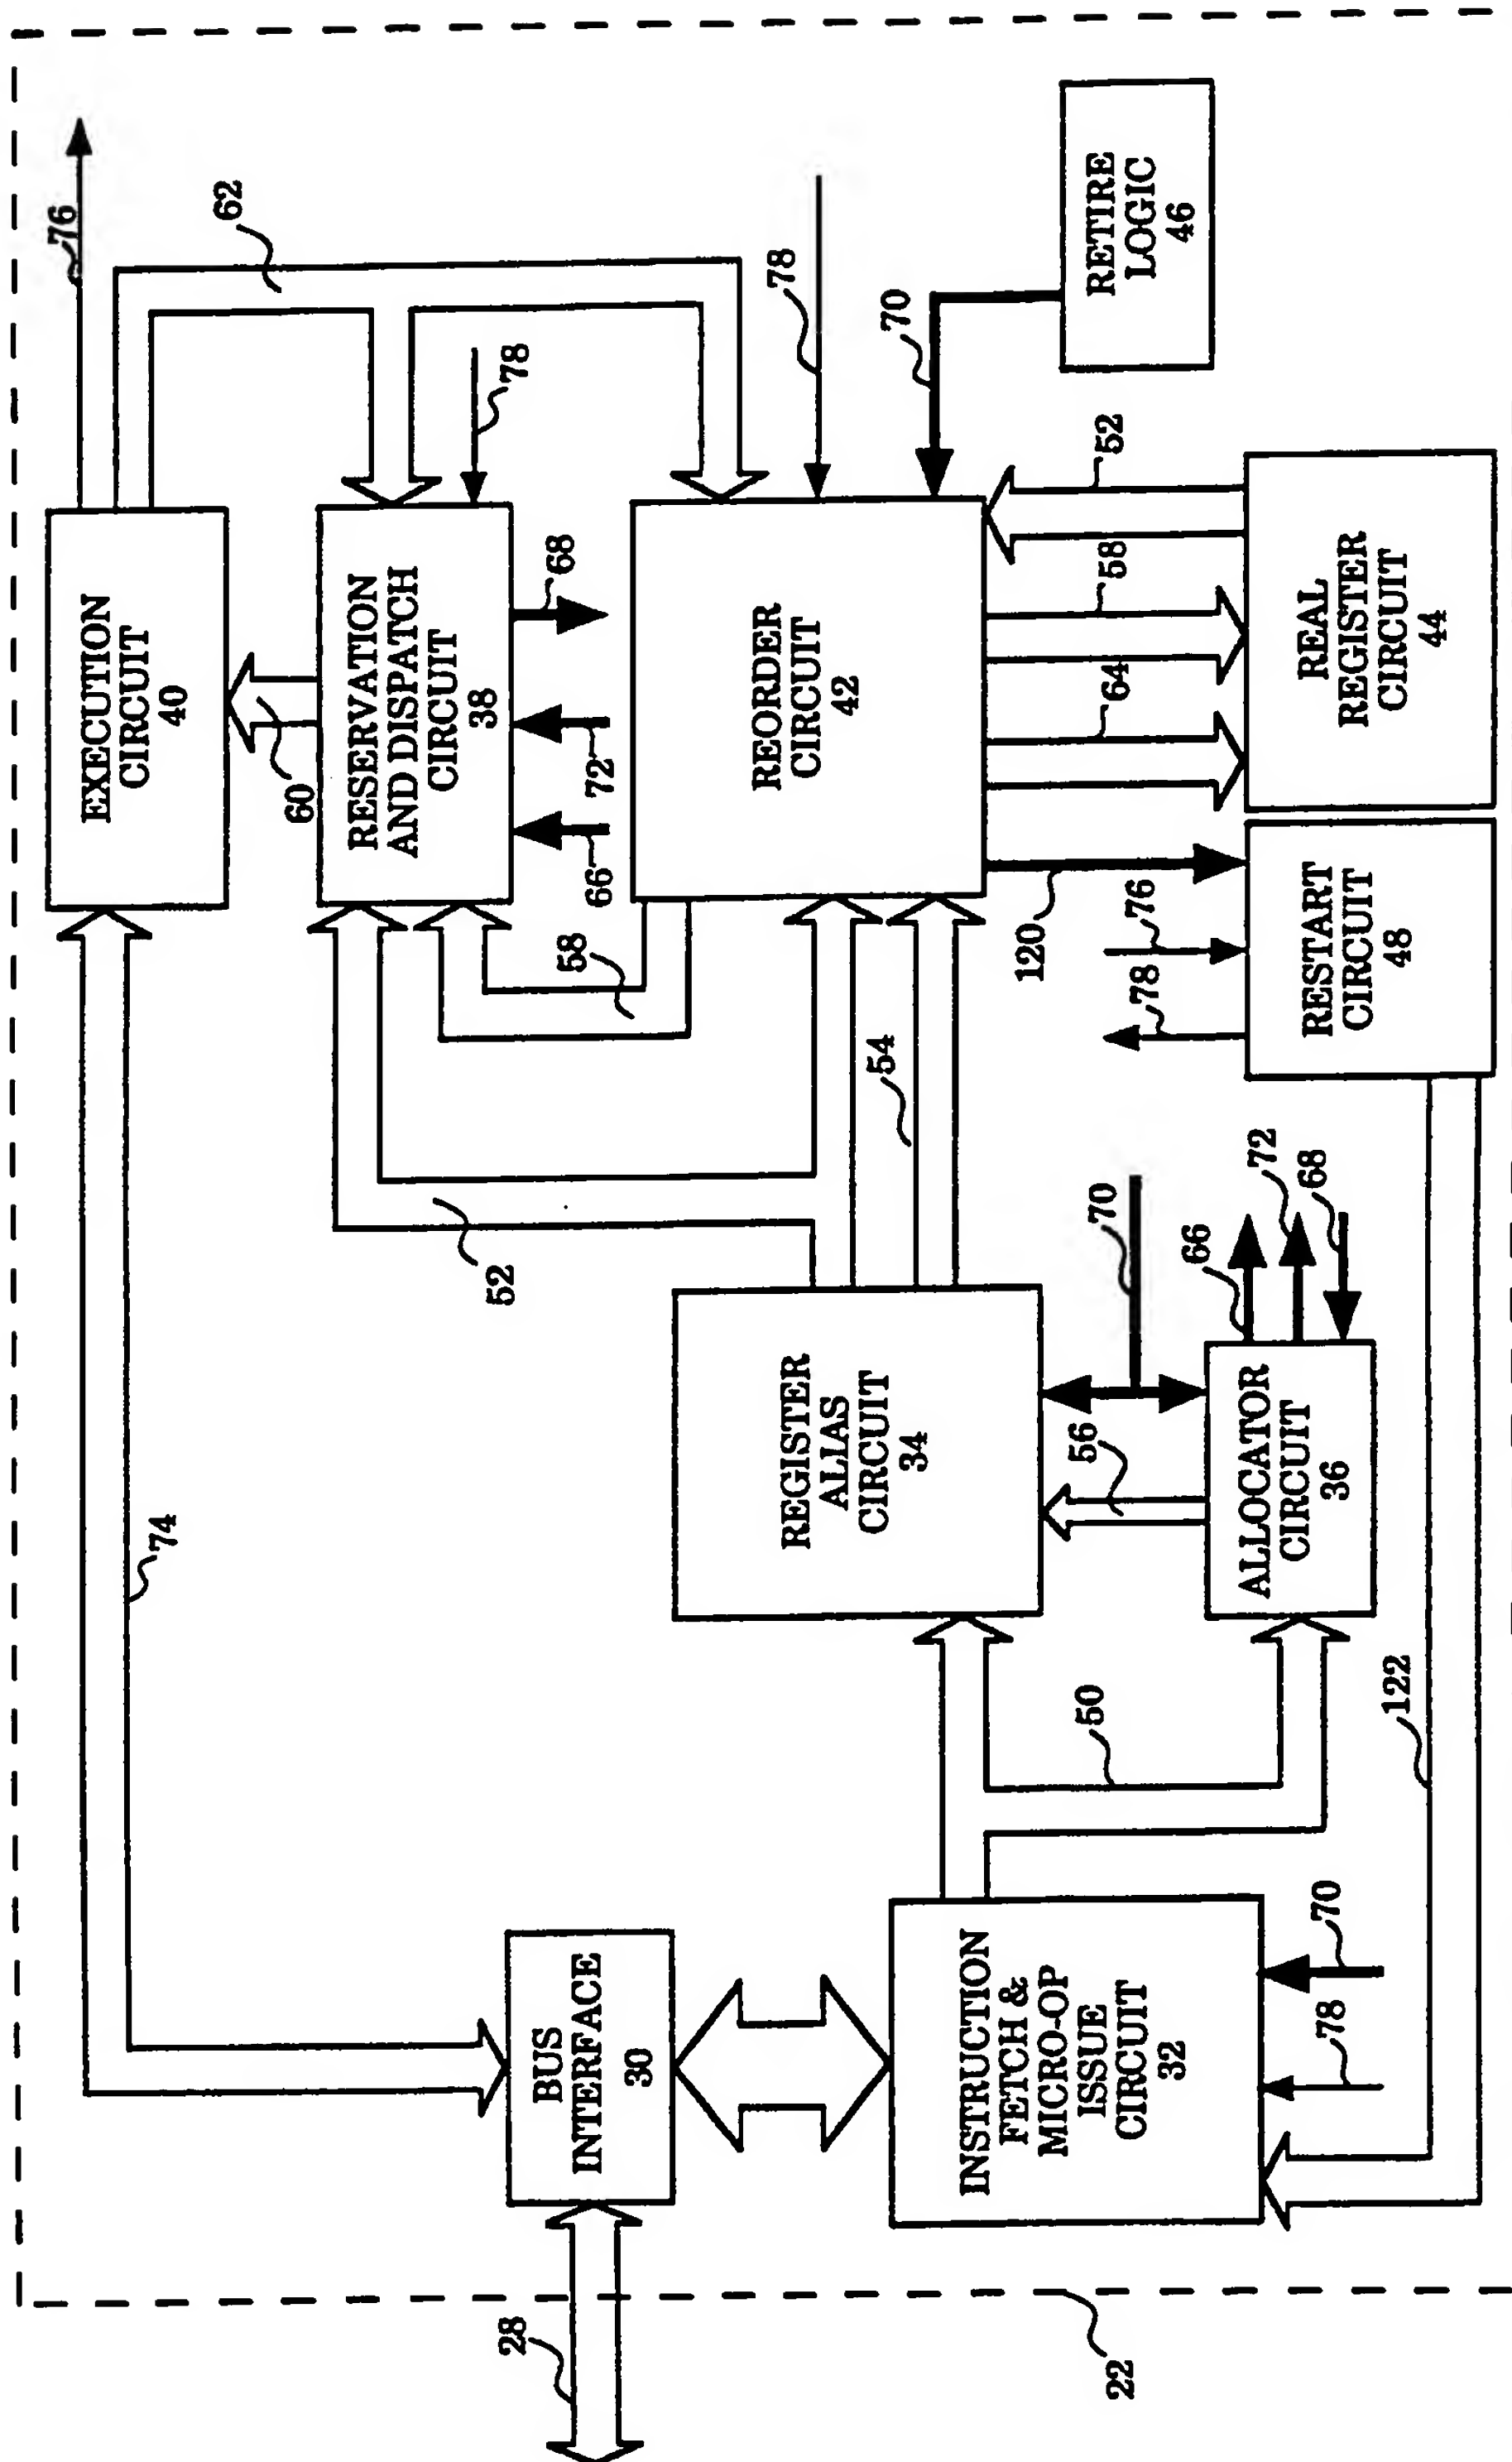 28
22
BUS
INTERFACE
30
INSTRUCTION
FETCH &
MICRO-OP
ISSUE
CIRCUIT
32
78
70
74
50
122
REGISTER
ALIAS
CIRCUIT
34
56
70
ALLOCATOR
CIRCUIT
36
66
72
68
52
54
58
EXECUTION
CIRCUIT
40
60
RESERVATION
AND DISPATCH
CIRCUIT
38
66
72
68
REORDER
CIRCUIT
42
120
64
58
52
RESTART
CIRCUIT
48
78
76
REAL
REGISTER
CIRCUIT
44
76
62
78
78
70
RETIRE
LOGIC
46